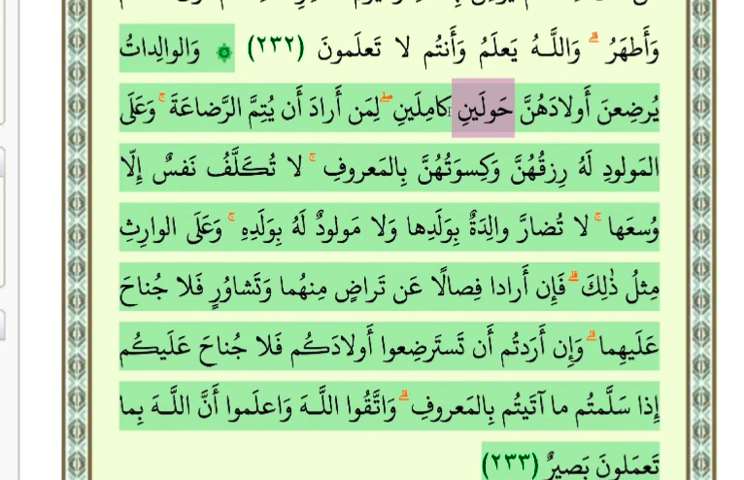 وَأَطهَرُ ۗ وَاللَّـهُ يَعلَمُ وَأَنتُم لا تَعلَمونَ ﴿٢٣٢﴾ ۞ وَالوالِداتُ
يُرضِعنَ أَولادَهُنَّ حَولَينِ كامِلَينِ ۖ لِمَن أَرادَ أَن يُتِمَّ الرَّضاعَةَ ۚ وَعَلَى
المَولودِ لَهُ رِزقُهُنَّ وَكِسوَتُهُنَّ بِالمَعروفِ ۚ لا تُكَلَّفُ نَفسٌ إِلّا
وُسعَها ۚ لا تُضارَّ والِدَةٌ بِوَلَدِها وَلا مَولودٌ لَهُ بِوَلَدِهِ ۚ وَعَلَى الوارِثِ
مِثلُ ذٰلِكَ ۗ فَإِن أَرادا فِصالًا عَن تَراضٍ مِنهُما وَتَشاوُرٍ فَلا جُناحَ
عَلَيهِما ۗ وَإِن أَرَدتُم أَن تَستَرضِعوا أَولادَكُم فَلا جُناحَ عَلَيكُم
إِذا سَلَّمتُم ما آتَيتُم بِالمَعروفِ ۗ وَاتَّقُوا اللَّـهَ وَاعلَموا أَنَّ اللَّـهَ بِما
تَعمَلونَ بَصيرٌ ﴿٢٣٣﴾